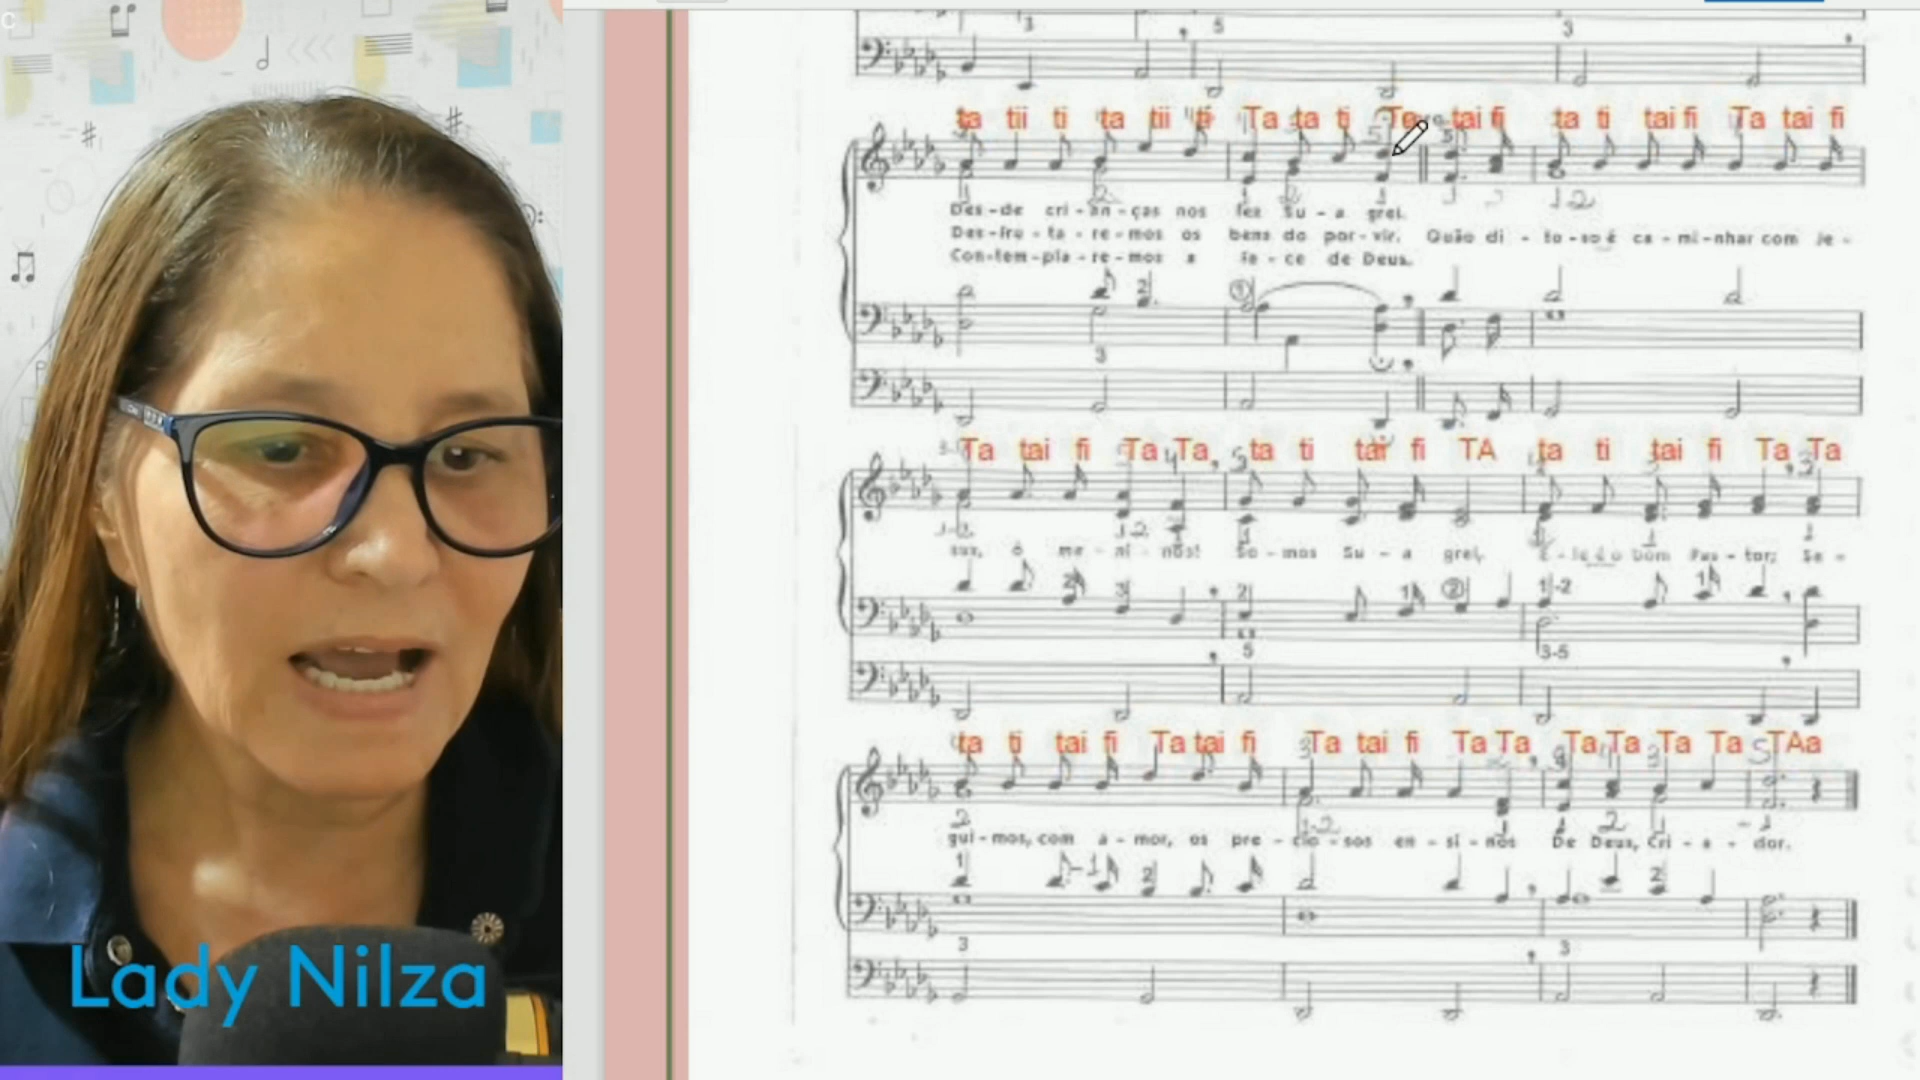 ta tii ti ta tii ti Ta ta ti Ta tai fi ta ti tai fi Ta tai fi
Des-de cri-an-ças nos fez Su-a grei.
Des-fru-ta-re-mos os bens do por-vir. Quão di-to-so é ca-mi-nhar com Je-
Con-tem-pla-re-mos a fa-ce de Deus.
Ta tai fi Ta Ta ta ti tai fi TA ta ti tai fi Ta Ta
sus, ó me-ni-nos! So-mos Su-a grei, E-le é o bom Pas-tor; Se-
ta ti tai fi Ta tai fi Ta tai fi Ta Ta Ta Ta Ta Ta TAa
gui-mos, com a-mor, os pre-cio-sos en-si-nos De Deus, Cri-a-dor.
Lady Nilza